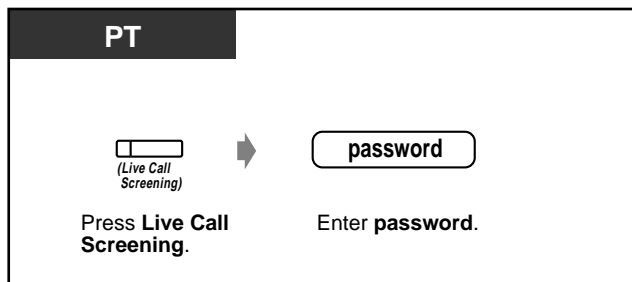 PT
(Live Call
Screening)
password
Press Live Call
Screening.
Enter password.